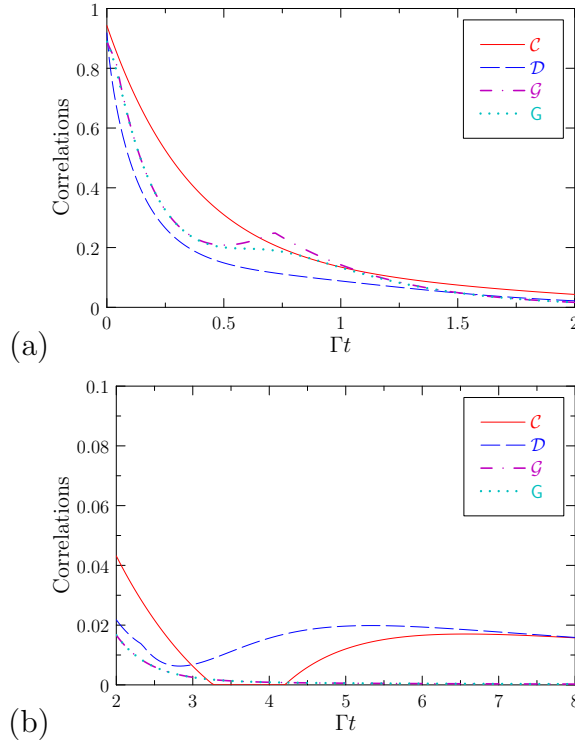 1
0.8
0.6
0.4
0.2
0
Correlations
0 0.5 1 1.5 2
Γt
𝒞
𝒟
𝒢
G
(a)
0.1
0.08
0.06
0.04
0.02
0
Correlations
2 3 4 5 6 7 8
Γt
𝒞
𝒟
𝒢
G
(b)